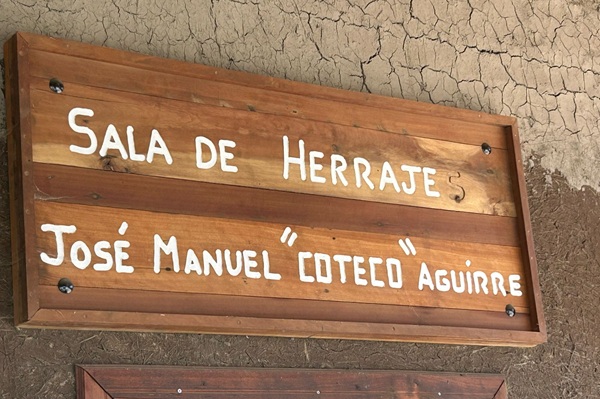 SALA DE HERRAJES
JOSÉ MANUEL "COTECO" AGUIRRE